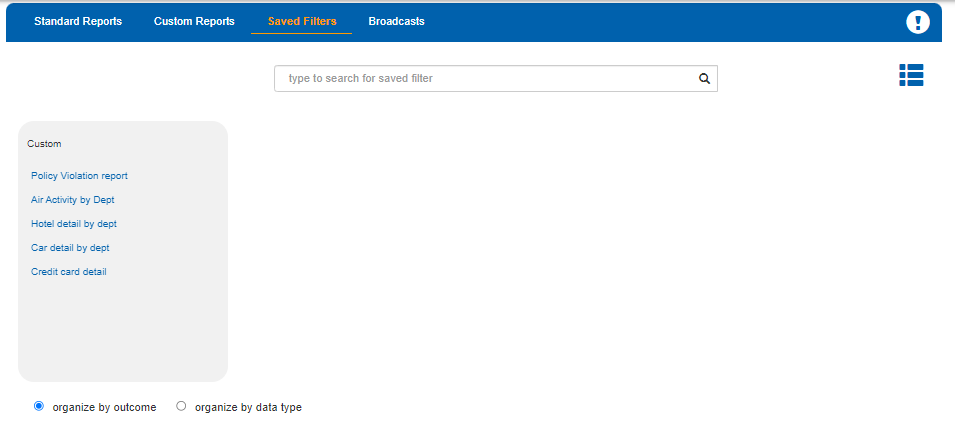 Standard Reports Custom Reports Saved Filters Broadcasts
type to search for saved filter
Custom
Policy Violation report
Air Activity by Dept
Hotel detail by dept
Car detail by dept
Credit card detail
organize by outcome organize by data type